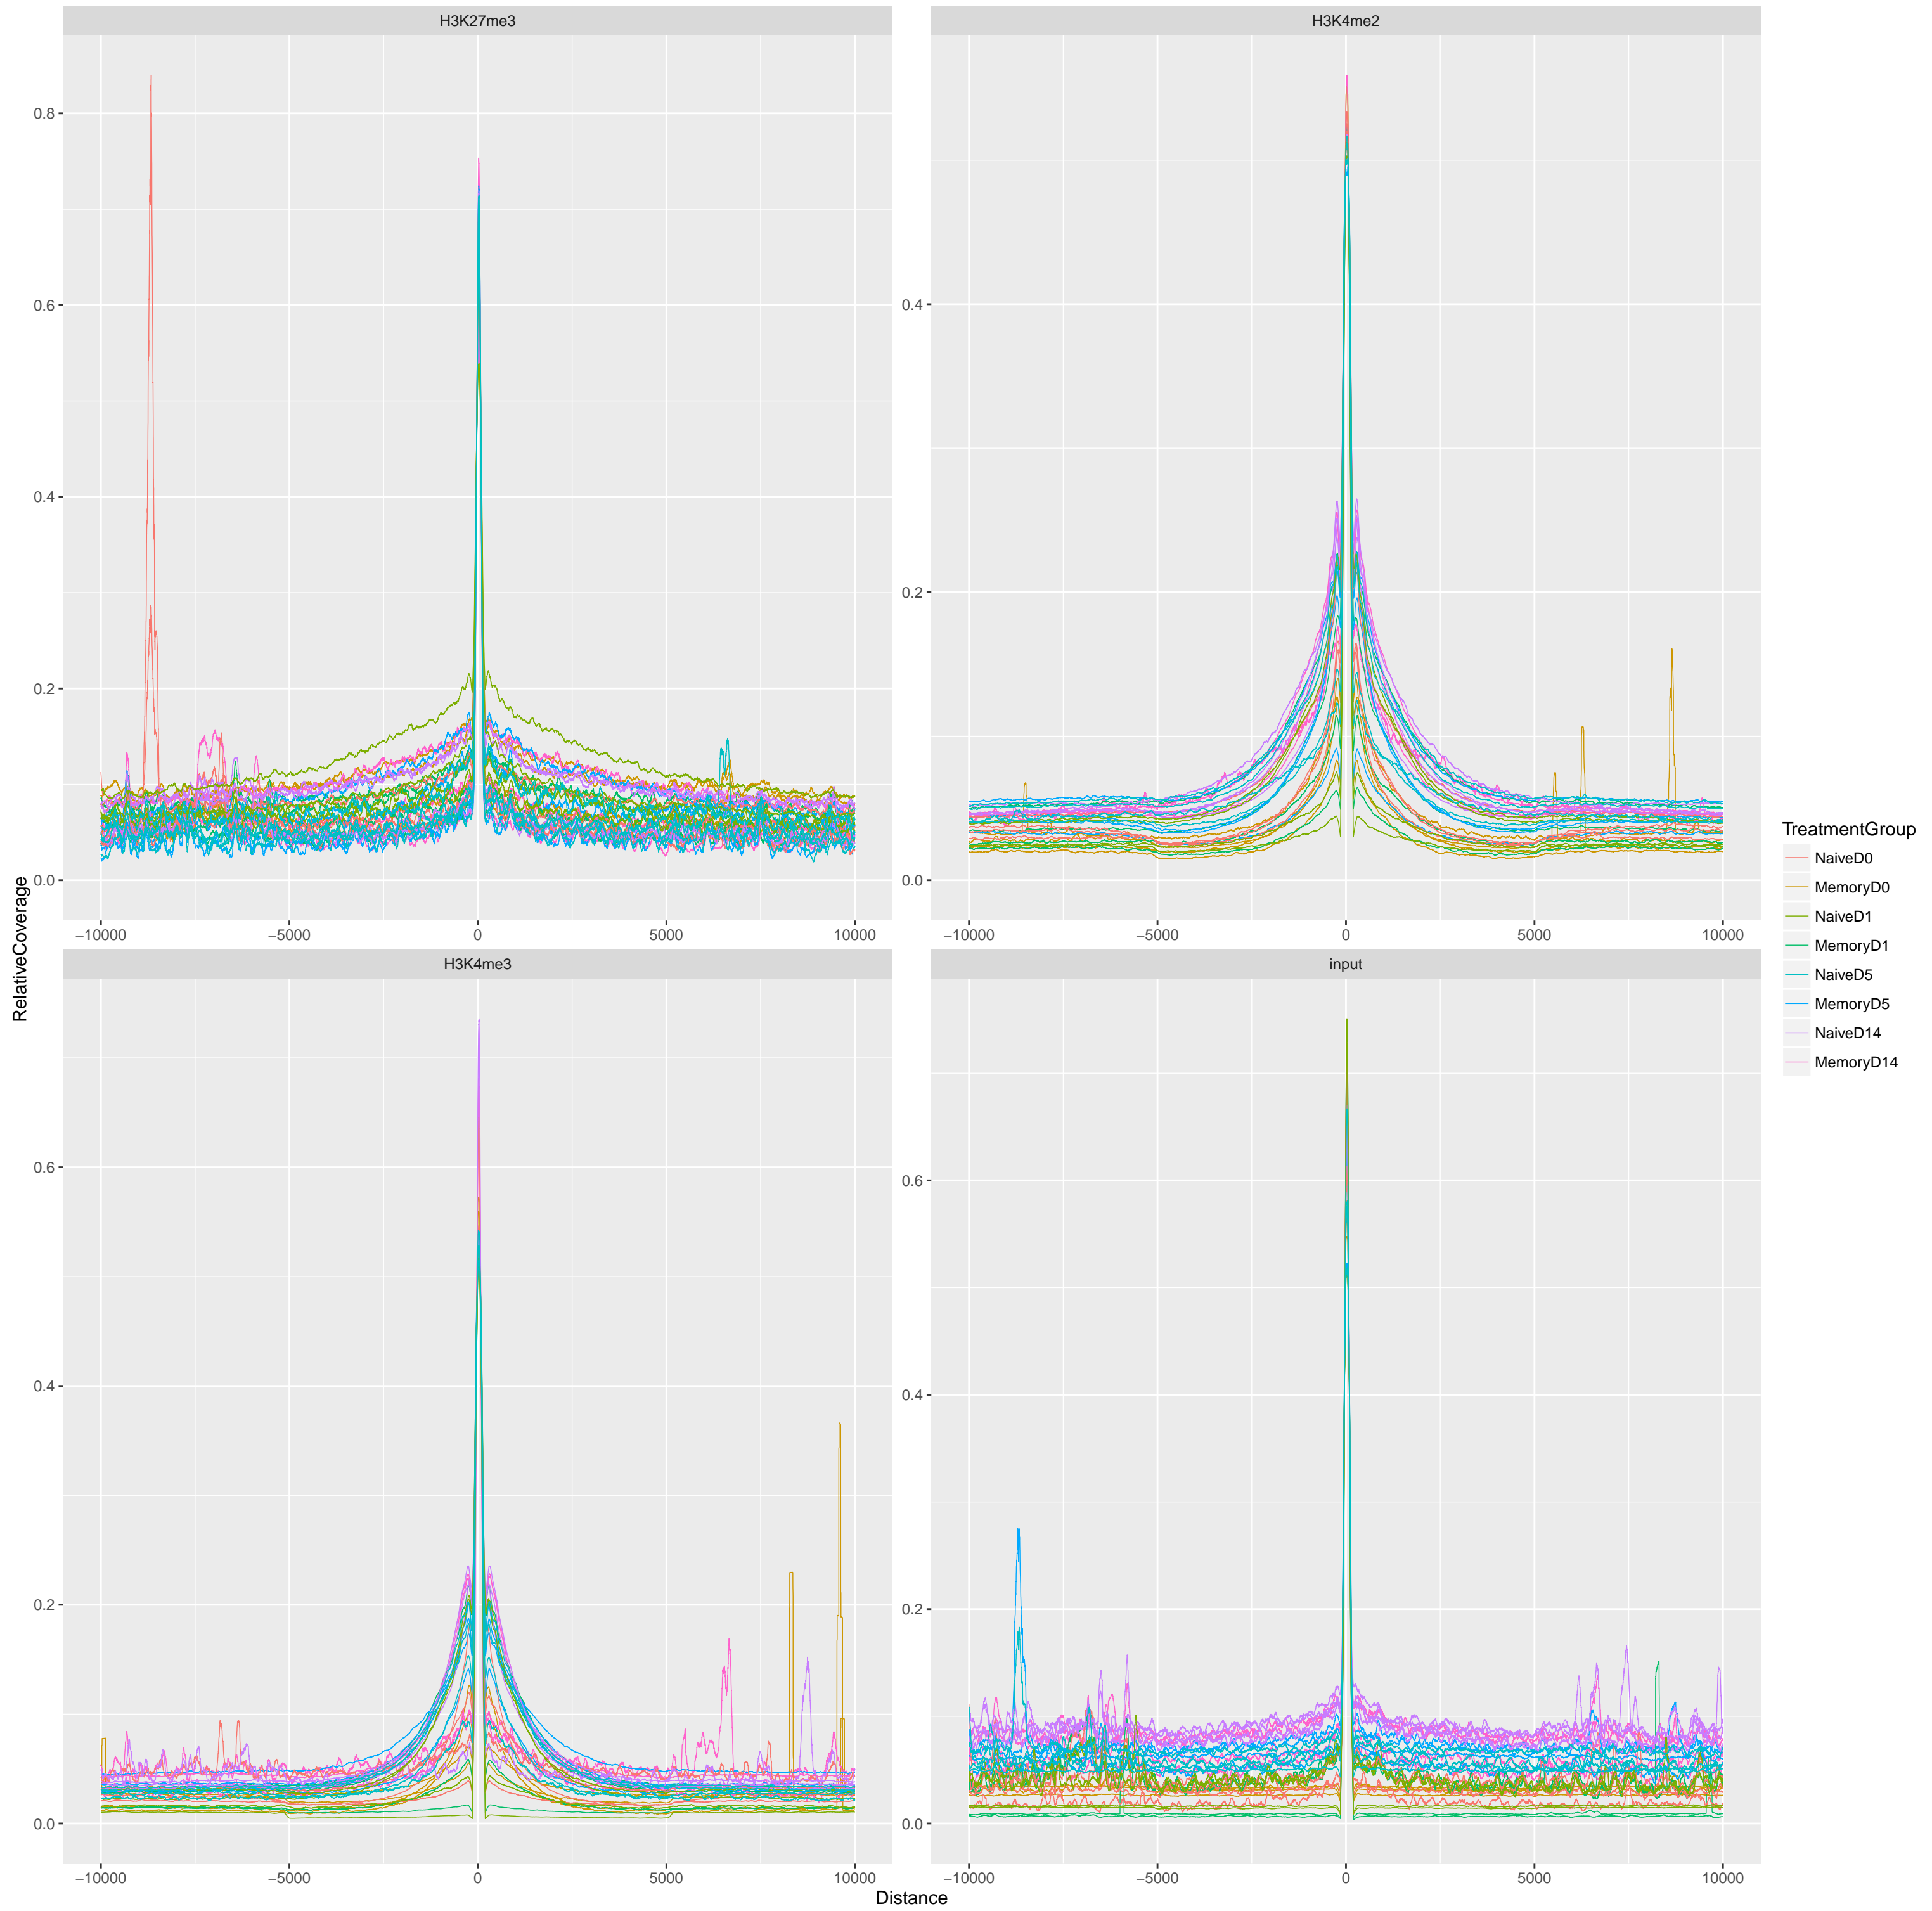 H3K27me3
H3K4me2
0.8
0.6
0.4
0.2
0.0
0.4
0.2
0.0
−10000 −5000 0 5000 10000
−10000 −5000 0 5000 10000
H3K4me3
input
0.6
0.4
0.2
0.0
0.6
0.4
0.2
0.0
−10000 −5000 0 5000 10000
−10000 −5000 0 5000 10000
Distance
RelativeCoverage
TreatmentGroup
NaiveD0
MemoryD0
NaiveD1
MemoryD1
NaiveD5
MemoryD5
NaiveD14
MemoryD14